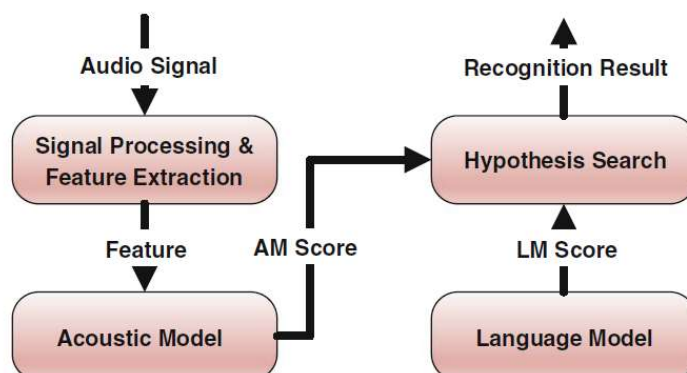 Audio Signal
Recognition Result
Signal Processing &
Feature Extraction
Hypothesis Search
Feature
AM Score
LM Score
Acoustic Model
Language Model